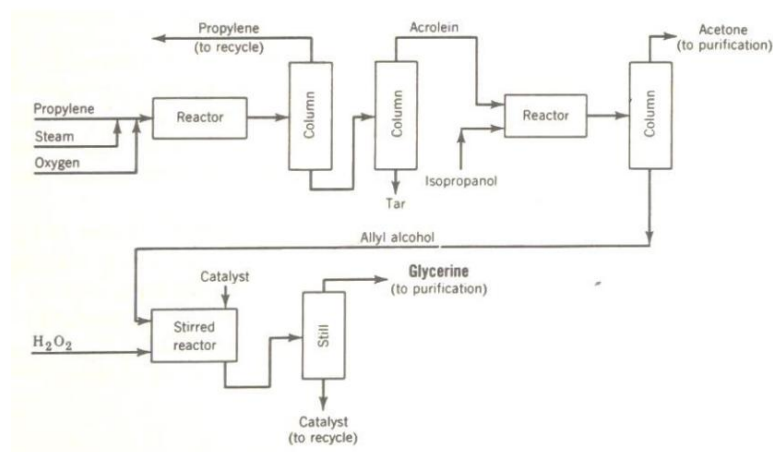 Propylene
(to recycle)
Acrolein
Acetone
(to purification)
Propylene
Steam
Oxygen
Reactor
Column
Column
Reactor
Column
Isopropanol
Tar
Allyl alcohol
Catalyst
Glycerine
(to purification)
Stirred
reactor
Still
H₂O₂
Catalyst
(to recycle)